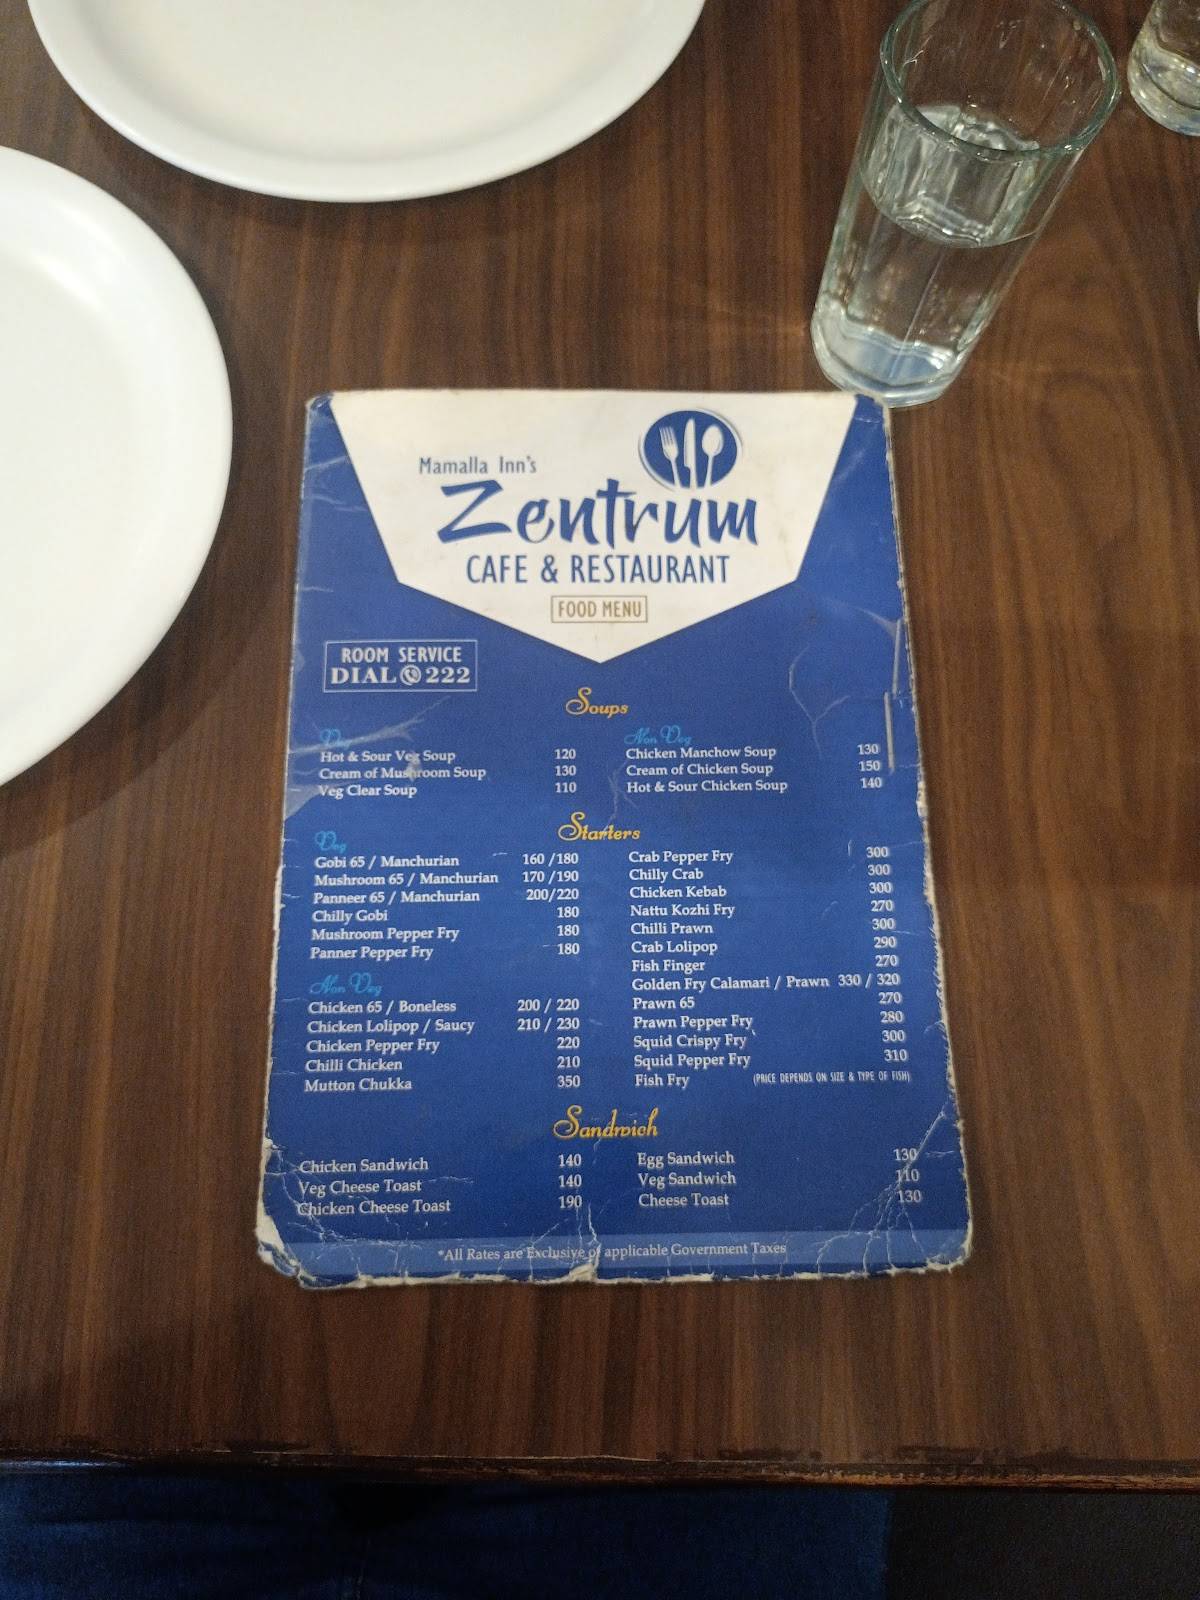 Mamalla Inn's
Zentrum
CAFE & RESTAURANT
FOOD MENU
ROOM SERVICE
DIAL 222
Soups
Veg
Hot & Sour Veg Soup 120
Cream of Mushroom Soup 130
Veg Clear Soup 110
Non Veg
Chicken Manchow Soup 130
Cream of Chicken Soup 150
Hot & Sour Chicken Soup 140
Starters
Veg
Gobi 65 / Manchurian 160 /180
Mushroom 65 / Manchurian 170 /190
Panneer 65 / Manchurian 200/220
Chilly Gobi 180
Mushroom Pepper Fry 180
Panner Pepper Fry 180
Non Veg
Chicken 65 / Boneless 200 / 220
Chicken Lolipop / Saucy 210 / 230
Chicken Pepper Fry 220
Chilli Chicken 210
Mutton Chukka 350
Crab Pepper Fry 300
Chilly Crab 300
Chicken Kebab 300
Nattu Kozhi Fry 270
Chilli Prawn 300
Crab Lolipop 290
Fish Finger 270
Golden Fry Calamari / Prawn 330 / 320
Prawn 65 270
Prawn Pepper Fry 280
Squid Crispy Fry 300
Squid Pepper Fry 310
Fish Fry (PRICE DEPENDS ON SIZE & TYPE OF FISH)
Sandwich
Chicken Sandwich 140
Veg Cheese Toast 140
Chicken Cheese Toast 190
Egg Sandwich 130
Veg Sandwich 110
Cheese Toast 130
*All Rates are Exclusive of applicable Government Taxes